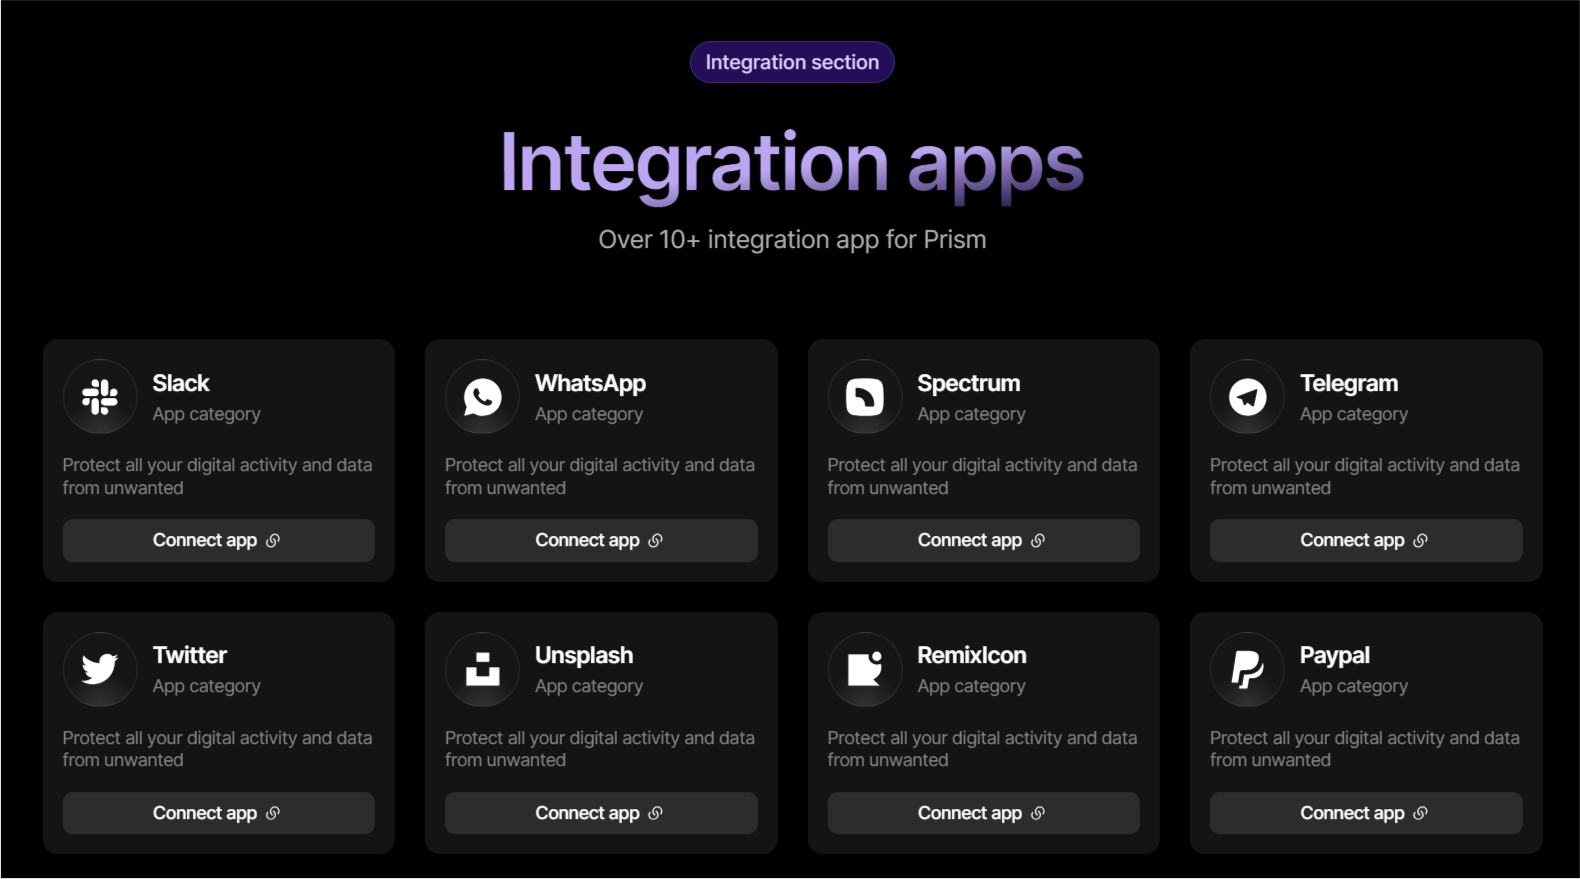 Integration section
Integration apps
Over 10+ integration app for Prism
Slack
App category
Protect all your digital activity and data
from unwanted
Connect app
WhatsApp
App category
Protect all your digital activity and data
from unwanted
Connect app
Spectrum
App category
Protect all your digital activity and data
from unwanted
Connect app
Telegram
App category
Protect all your digital activity and data
from unwanted
Connect app
Twitter
App category
Protect all your digital activity and data
from unwanted
Connect app
Unsplash
App category
Protect all your digital activity and data
from unwanted
Connect app
RemixIcon
App category
Protect all your digital activity and data
from unwanted
Connect app
Paypal
App category
Protect all your digital activity and data
from unwanted
Connect app